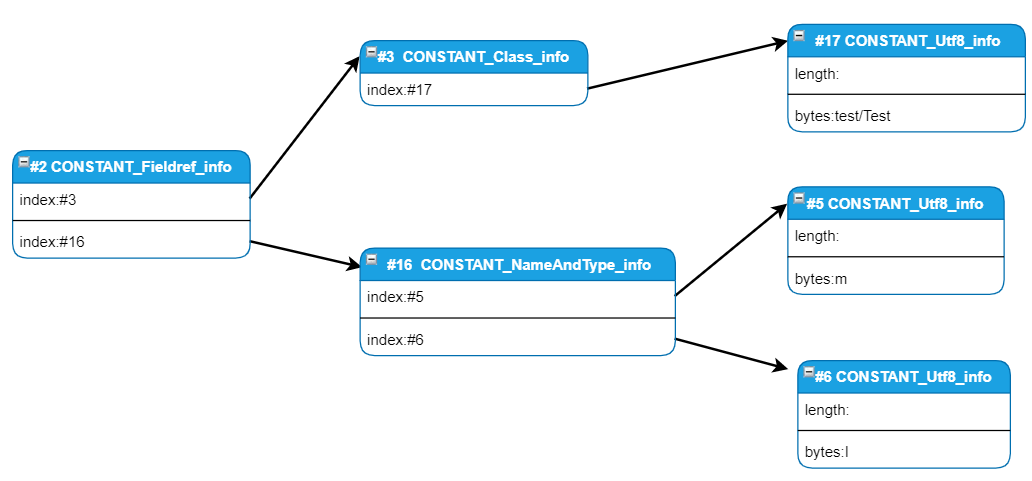 #2 CONSTANT_Fieldref_info
index:#3
index:#16
#3 CONSTANT_Class_info
index:#17
#16 CONSTANT_NameAndType_info
index:#5
index:#6
#17 CONSTANT_Utf8_info
length:
bytes:test/Test
#5 CONSTANT_Utf8_info
length:
bytes:m
#6 CONSTANT_Utf8_info
length:
bytes:I